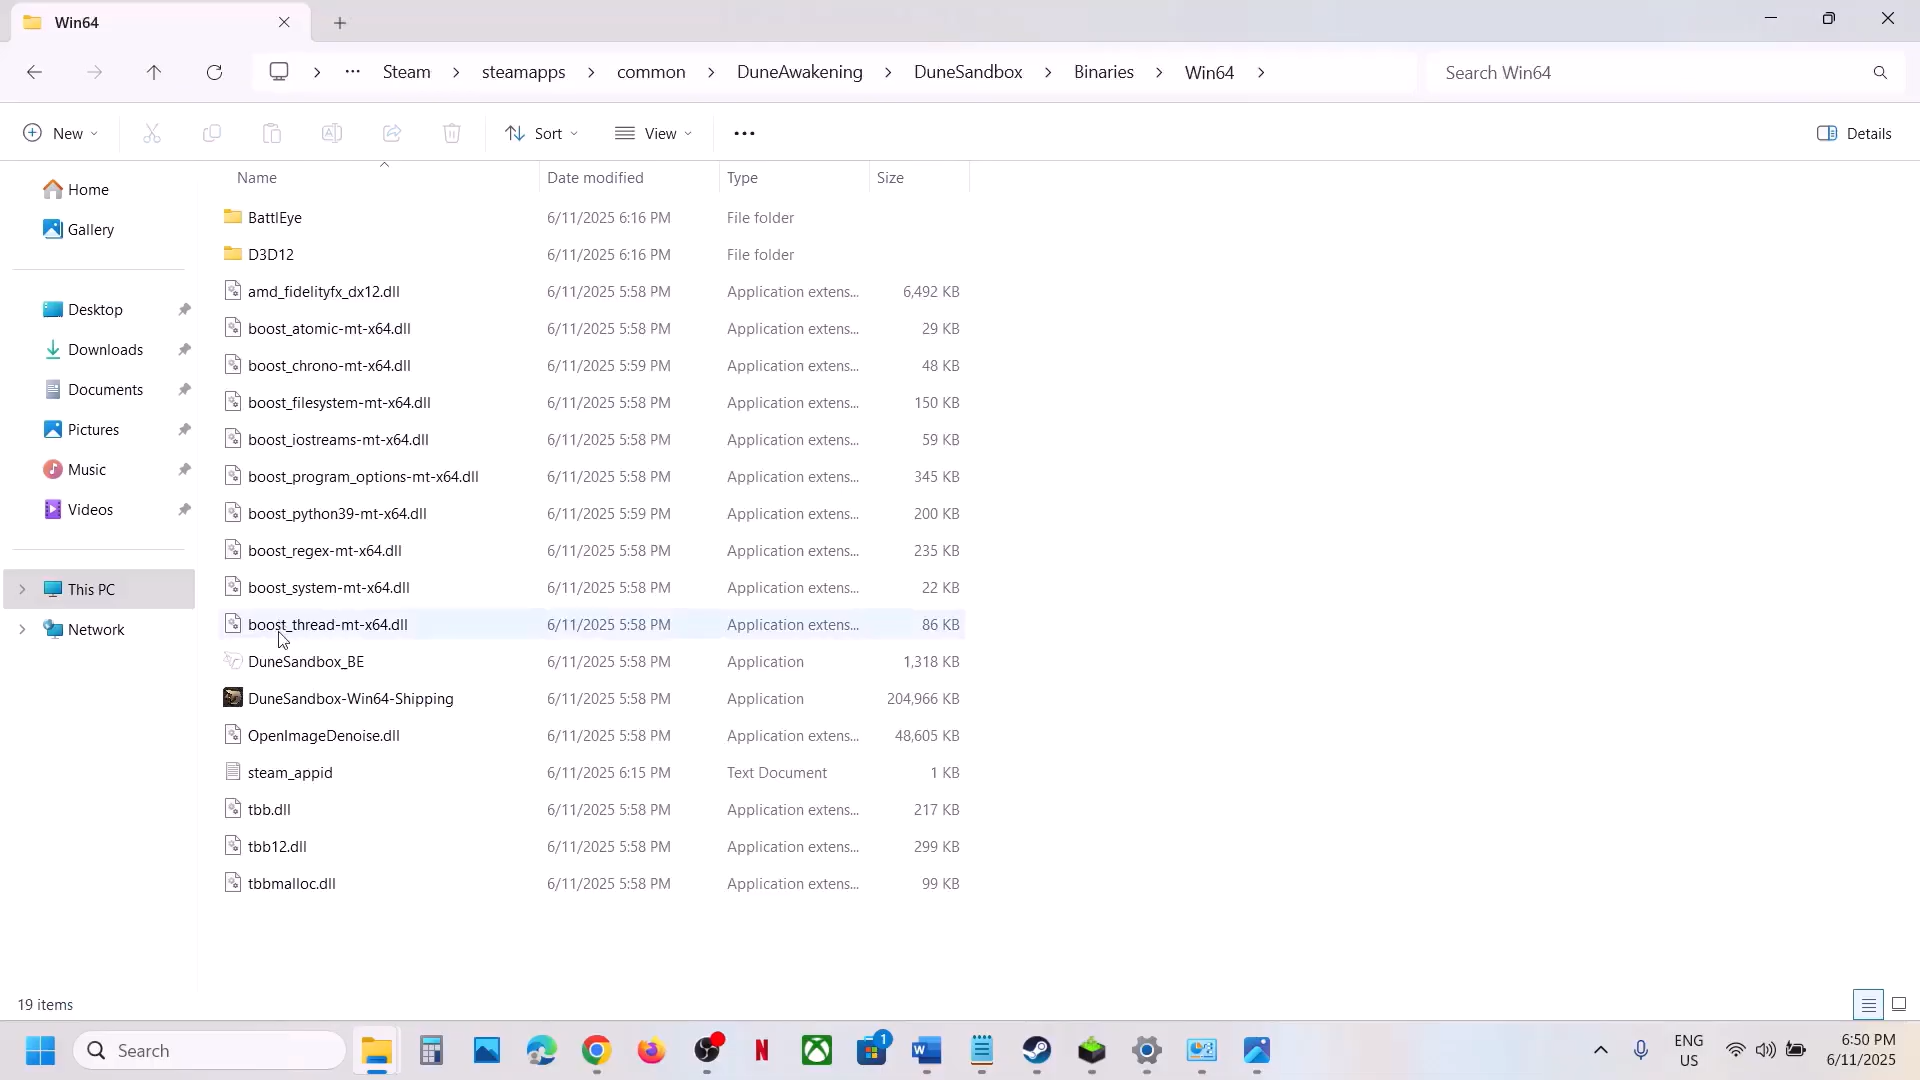 Win64
Steam > steamapps > common > DuneAwakening > DuneSandbox > Binaries > Win64 >
Search Win64
New
Sort
View
Details
Name Date modified Type Size
Home
Gallery
Desktop
Downloads
Documents
Pictures
Music
Videos
This PC
Network
BattlEye 6/11/2025 6:16 PM File folder
D3D12 6/11/2025 6:16 PM File folder
amd_fidelityfx_dx12.dll 6/11/2025 5:58 PM Application extens... 6,492 KB
boost_atomic-mt-x64.dll 6/11/2025 5:58 PM Application extens... 29 KB
boost_chrono-mt-x64.dll 6/11/2025 5:59 PM Application extens... 48 KB
boost_filesystem-mt-x64.dll 6/11/2025 5:58 PM Application extens... 150 KB
boost_iostreams-mt-x64.dll 6/11/2025 5:58 PM Application extens... 59 KB
boost_program_options-mt-x64.dll 6/11/2025 5:58 PM Application extens... 345 KB
boost_python39-mt-x64.dll 6/11/2025 5:59 PM Application extens... 200 KB
boost_regex-mt-x64.dll 6/11/2025 5:58 PM Application extens... 235 KB
boost_system-mt-x64.dll 6/11/2025 5:58 PM Application extens... 22 KB
boost_thread-mt-x64.dll 6/11/2025 5:58 PM Application extens... 86 KB
DuneSandbox_BE 6/11/2025 5:58 PM Application 1,318 KB
DuneSandbox-Win64-Shipping 6/11/2025 5:58 PM Application 204,966 KB
OpenImageDenoise.dll 6/11/2025 5:58 PM Application extens... 48,605 KB
steam_appid 6/11/2025 6:15 PM Text Document 1 KB
tbb.dll 6/11/2025 5:58 PM Application extens... 217 KB
tbb12.dll 6/11/2025 5:58 PM Application extens... 299 KB
tbbmalloc.dll 6/11/2025 5:58 PM Application extens... 99 KB
19 items
Search
1
ENG
US
6:50 PM
6/11/2025